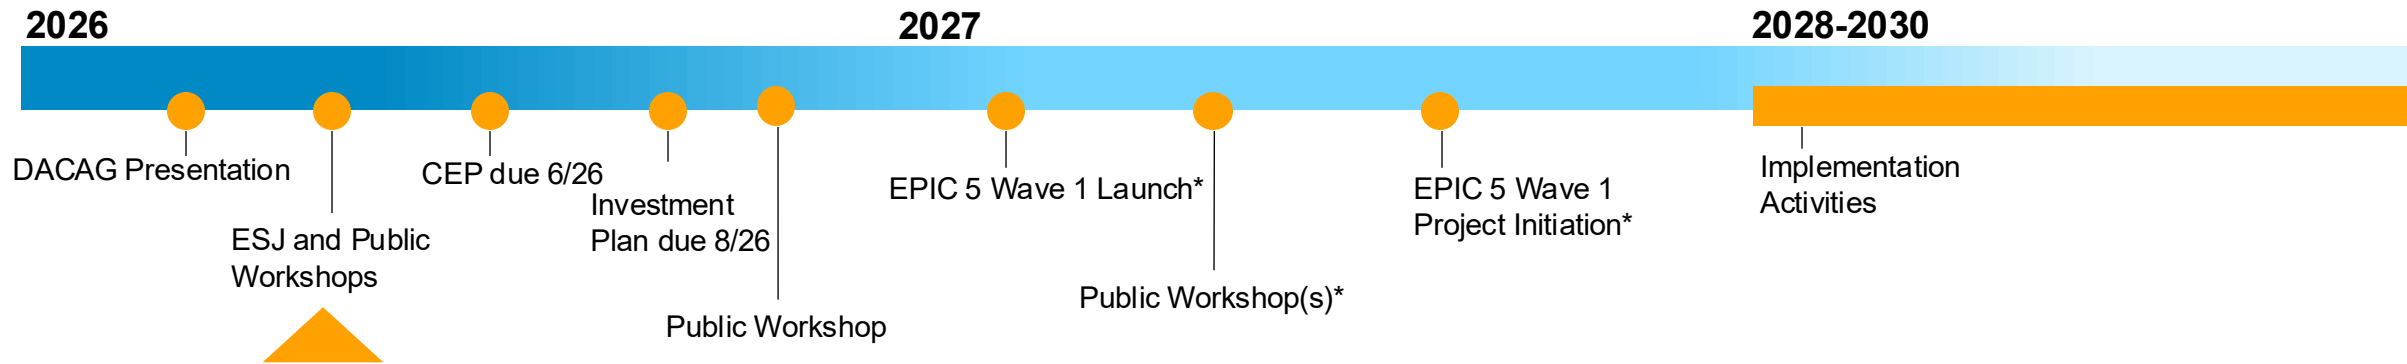 2026
2027
2028-2030
DACAG Presentation
ESJ and Public
Workshops
CEP due 6/26
Investment
Plan due 8/26
Public Workshop
EPIC 5 Wave 1 Launch*
Public Workshop(s)*
EPIC 5 Wave 1
Project Initiation*
Implementation
Activities